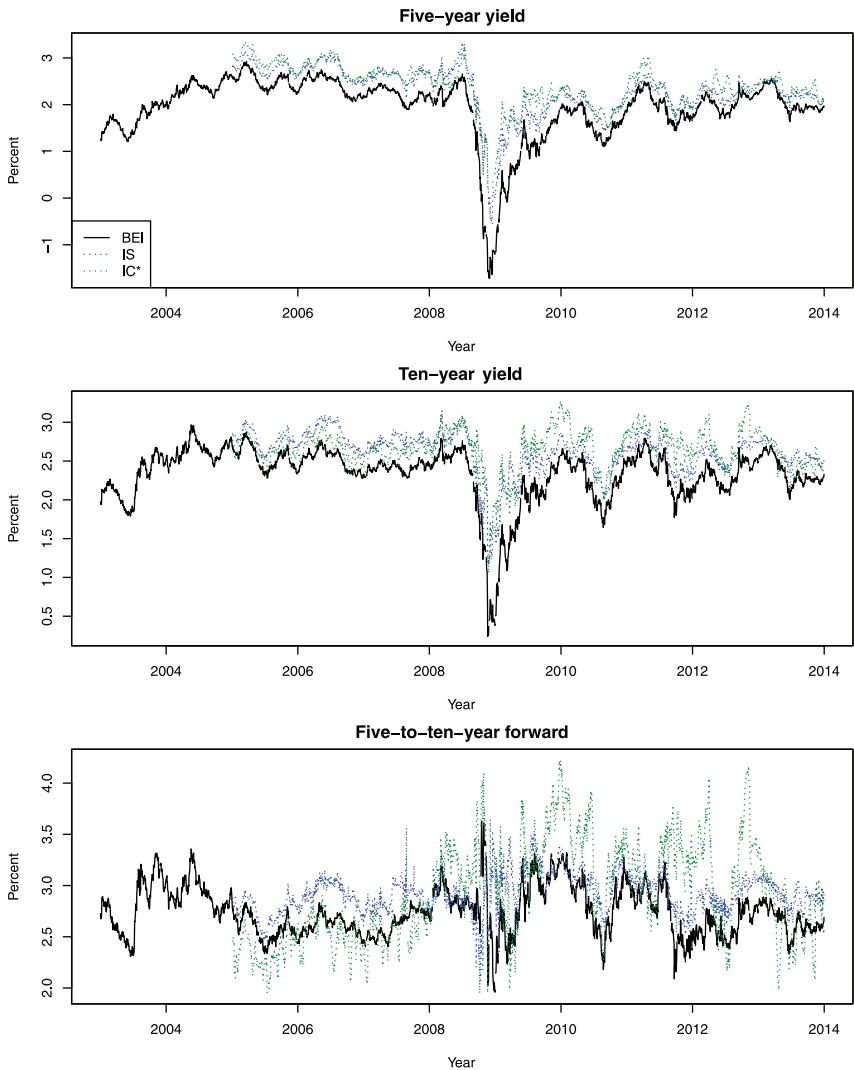 Five−year yield
3
2
1
0
−1
Percent
BEI
IS
IC*
2004 2006 2008 2010 2012 2014
Year
Ten−year yield
3.0
2.5
2.0
1.5
1.0
0.5
Percent
2004 2006 2008 2010 2012 2014
Year
Five−to−ten−year forward
4.0
3.5
3.0
2.5
2.0
Percent
2004 2006 2008 2010 2012 2014
Year